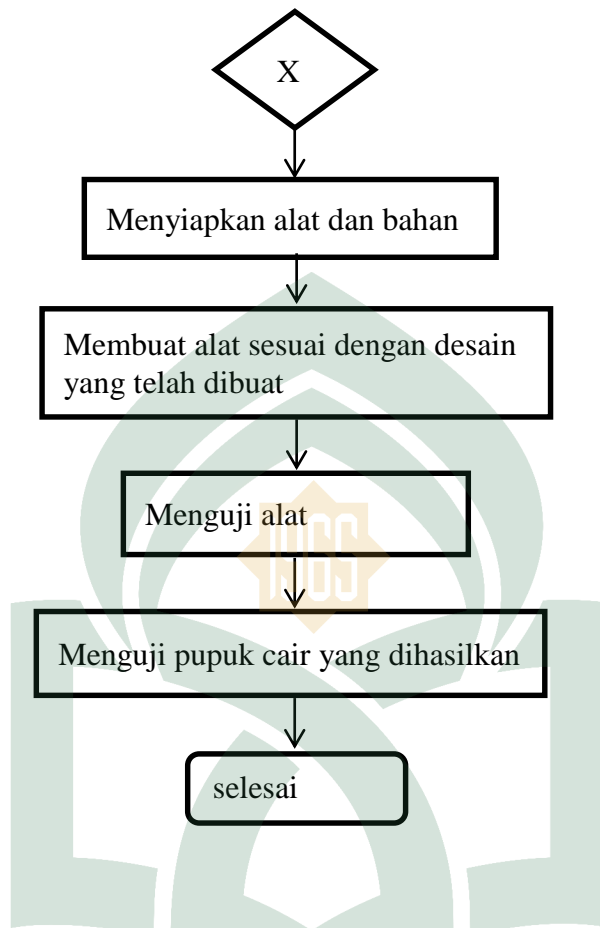 X
Menyiapkan alat dan bahan
Membuat alat sesuai dengan desain
yang telah dibuat
Menguji alat
1965
Menguji pupuk cair yang dihasilkan
selesai